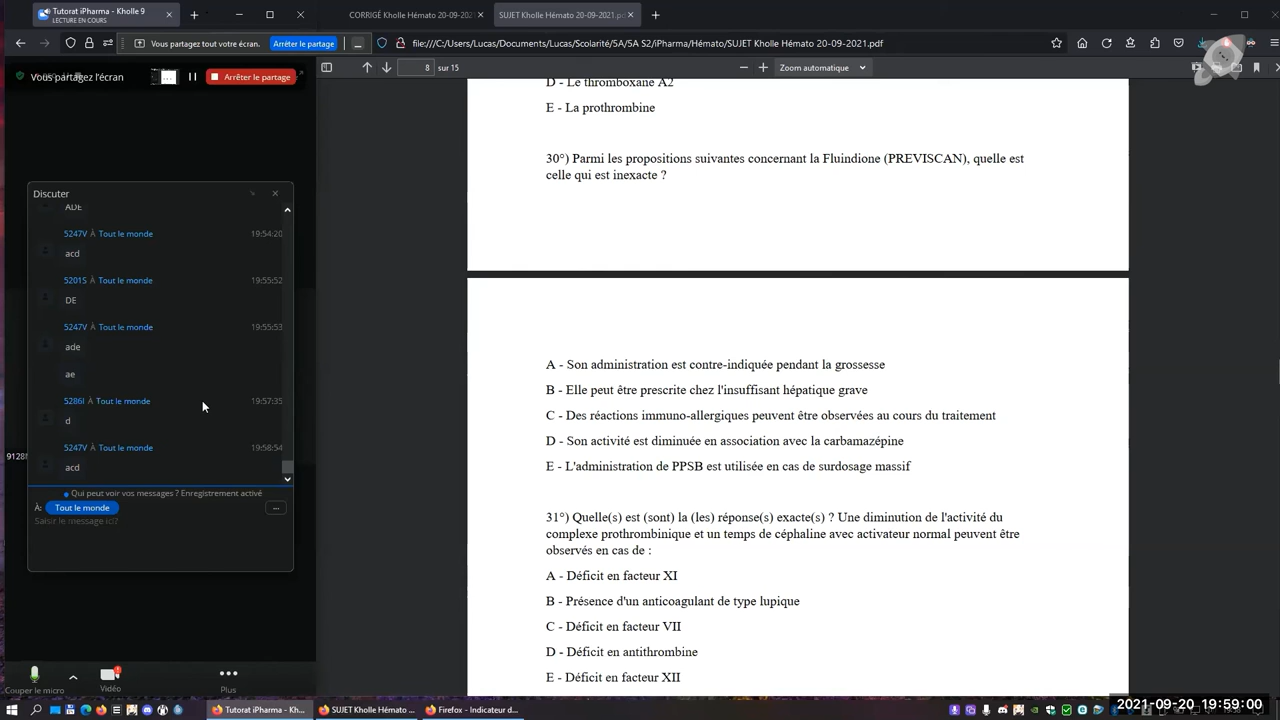 Tutorat iPharma - Kholle 9
LECTURE EN COURS
CORRIGÉ Kholle Hémato 20-09-2021.pdf
SUJET Kholle Hémato 20-09-2021.pdf
Vous partagez tout écran.
Arrêter le partage
file:///C:/Users/Lucas/Documents/Lucas/Scolarité/SA/SA S2/iPharma/Hémato/SUJET Kholle Hémato 20-09-2021.pdf
Vous partagez l'écran
Arrêter le partage
8 sur 15
Zoom automatique
D - Le thromboxane A2
E - La prothrombine
30°) Parmi les propositions suivantes concernant la Fluindione (PREVISCAN), quelle est
celle qui est inexacte ?
Discuter
ADE
5247V À Tout le monde 19:54:20
acd
5201S À Tout le monde 19:55:52
DE
5247V À Tout le monde 19:55:53
ade
ae
5286I À Tout le monde 19:57:35
d
5247V À Tout le monde 19:58:54
acd
9128
Qui peut voir vos messages ? Enregistrement activé
À: Tout le monde
...
Saisir le message ici?
A - Son administration est contre-indiquée pendant la grossesse
B - Elle peut être prescrite chez l'insuffisant hépatique grave
C - Des réactions immuno-allergiques peuvent être observées au cours du traitement
D - Son activité est diminuée en association avec la carbamazépine
E - L'administration de PPSB est utilisée en cas de surdosage massif
31°) Quelle(s) est (sont) la (les) réponse(s) exacte(s) ? Une diminution de l'activité du
complexe prothrombinique et un temps de céphaline avec activateur normal peuvent être
observés en cas de :
A - Déficit en facteur XI
B - Présence d'un anticoagulant de type lupique
C - Déficit en facteur VII
D - Déficit en antithrombine
E - Déficit en facteur XII
Couper le micro
Vidéo
Plus
Tutorat iPharma - Kh...
SUJET Kholle Hémato ...
Firefox - Indicateur d...
2021-09-20 19:59:00